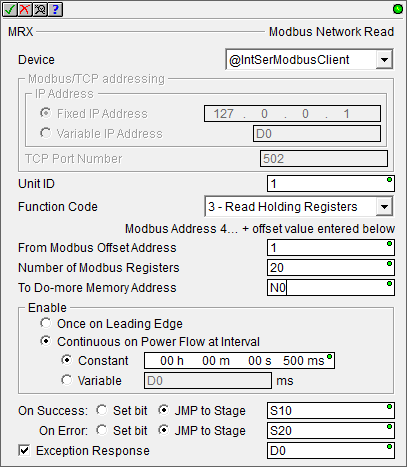 MRX Modbus Network Read
Device @IntSerModbusClient
Modbus/TCP addressing
IP Address
Fixed IP Address 127 . 0 . 0 . 1
Variable IP Address D0
TCP Port Number 502
Unit ID 1
Function Code 3 - Read Holding Registers
Modbus Address 4... + offset value entered below
From Modbus Offset Address 1
Number of Modbus Registers 20
To Do-more Memory Address N0
Enable
Once on Leading Edge
Continuous on Power Flow at Interval
Constant 00 h 00 m 00 s 500 ms
Variable D0 ms
On Success: Set bit JMP to Stage S10
On Error: Set bit JMP to Stage S20
Exception Response D0